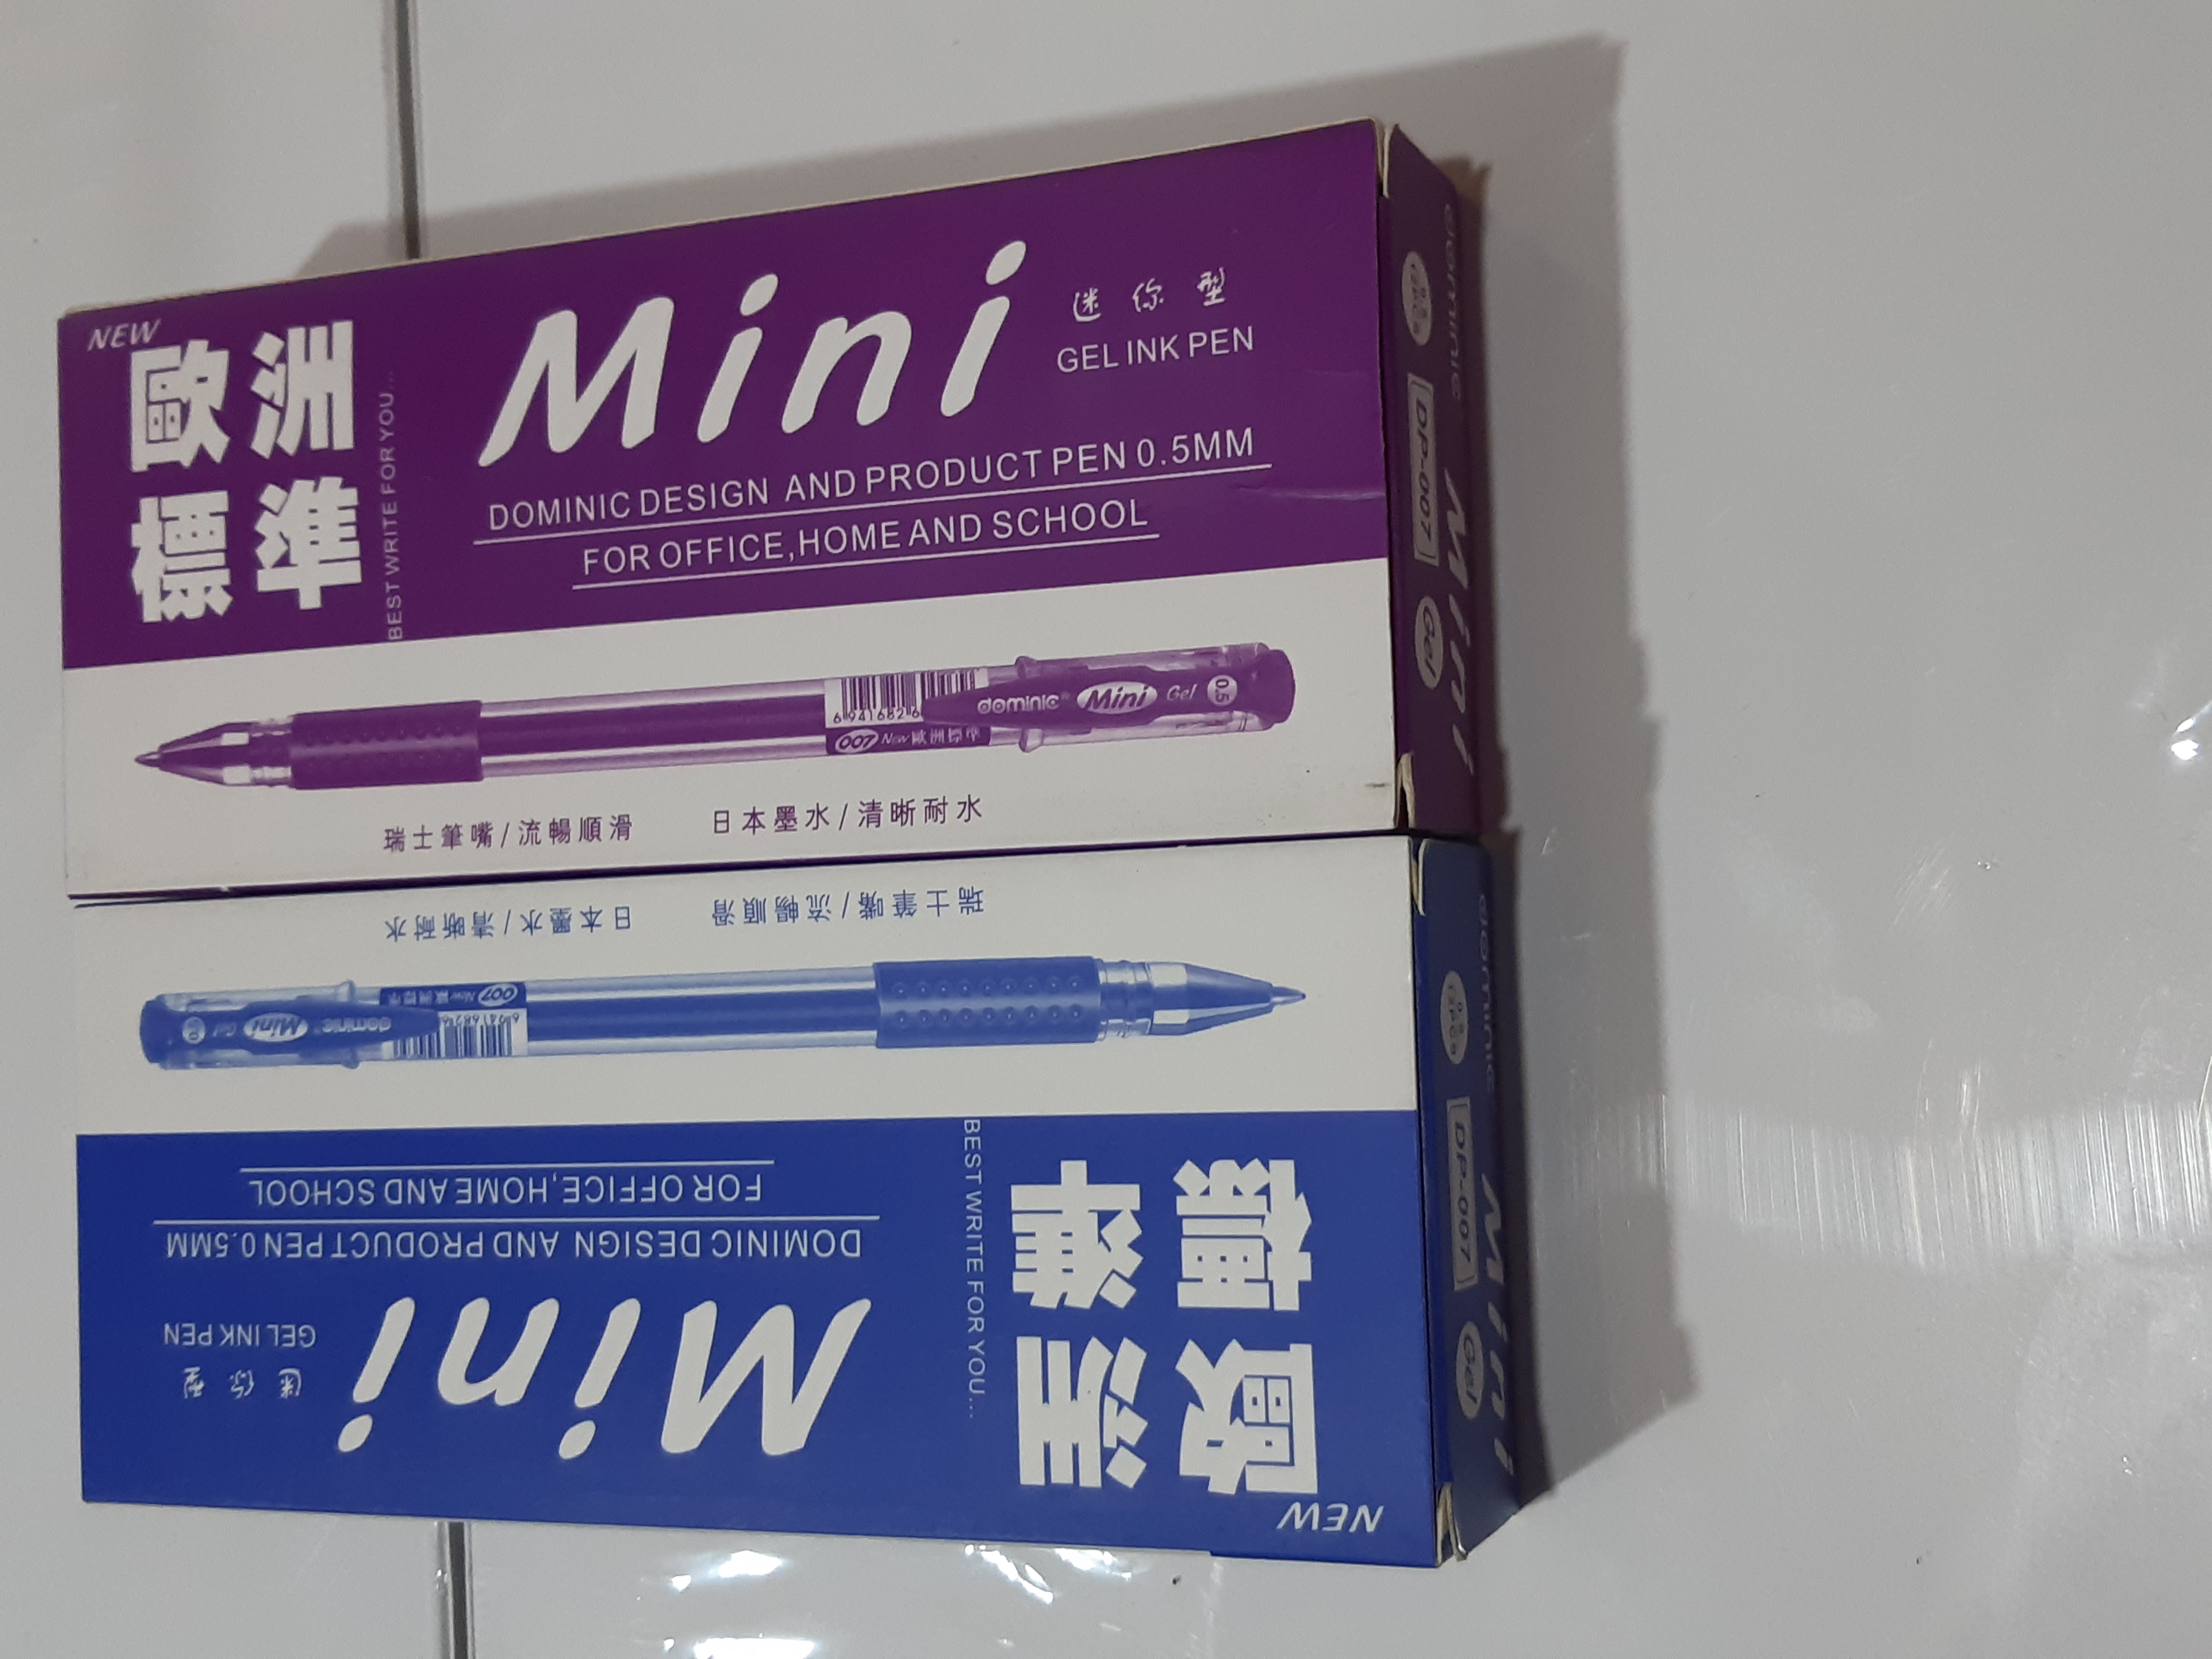 NEW
歐洲
標準
BEST WRITE FOR YOU...
Mini
迷你型
GEL INK PEN
DOMINIC DESIGN AND PRODUCT PEN 0.5MM
FOR OFFICE,HOME AND SCHOOL
6 941682 6
dominic® Mini Gel 0.5
007 New 歐洲標準
瑞士筆嘴/流暢順滑 日本墨水/清晰耐水
dominic
DP-007
Gel
Mini
NEW
歐洲
標準
BEST WRITE FOR YOU...
Mini
迷你型
GEL INK PEN
DOMINIC DESIGN AND PRODUCT PEN 0.5MM
FOR OFFICE,HOME AND SCHOOL
6 941682 6
dominic® Mini Gel
007 New 歐洲標準
瑞士筆嘴/流暢順滑 日本墨水/清晰耐水
dominic
DP-007
Gel
Mini